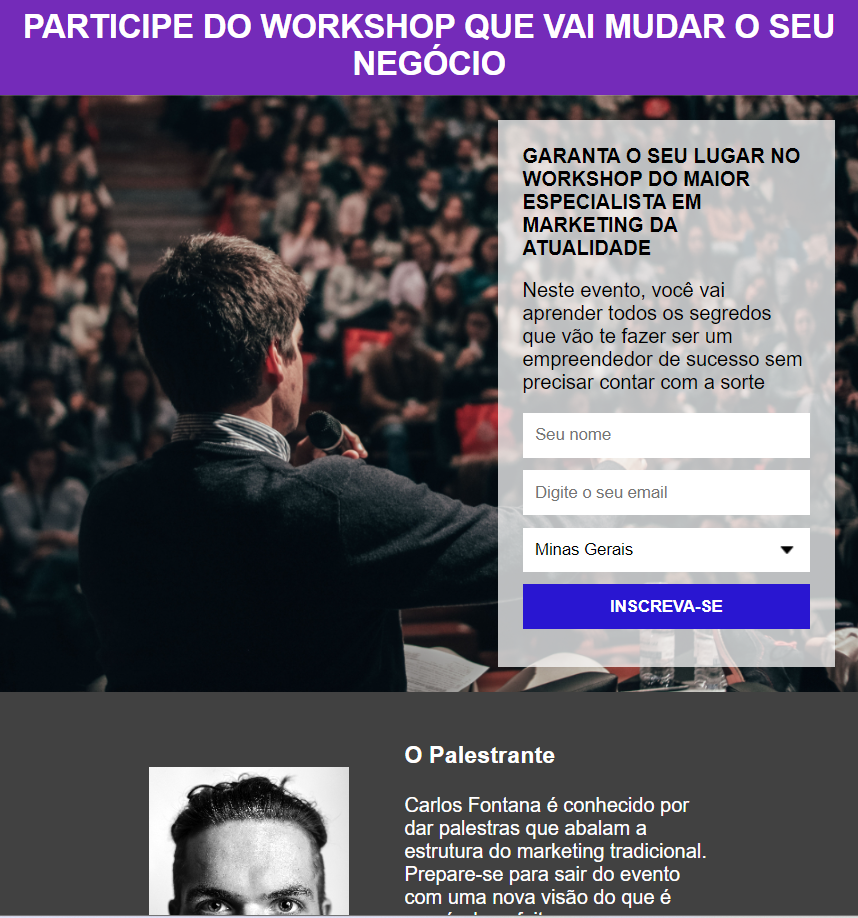 PARTICIPE DO WORKSHOP QUE VAI MUDAR O SEU
NEGÓCIO
GARANTA O SEU LUGAR NO
WORKSHOP DO MAIOR
ESPECIALISTA EM
MARKETING DA
ATUALIDADE
Neste evento, você vai
aprender todos os segredos
que vão te fazer ser um
empreendedor de sucesso sem
precisar contar com a sorte
Seu nome
Digite o seu email
Minas Gerais
INSCREVA-SE
O Palestrante
Carlos Fontana é conhecido por
dar palestras que abalam a
estrutura do marketing tradicional.
Prepare-se para sair do evento
com uma nova visão do que é